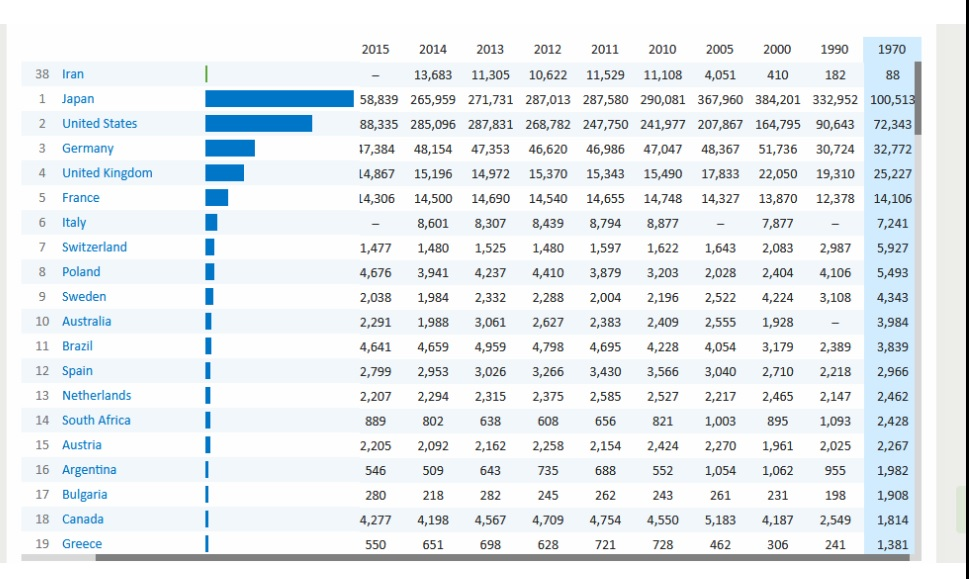 2015 2014 2013 2012 2011 2010 2005 2000 1990 1970
38 Iran – 13,683 11,305 10,622 11,529 11,108 4,051 410 182 88
1 Japan 58,839 265,959 271,731 287,013 287,580 290,081 367,960 384,201 332,952 100,513
2 United States 88,335 285,096 287,831 268,782 247,750 241,977 207,867 164,795 90,643 72,343
3 Germany 47,384 48,154 47,353 46,620 46,986 47,047 48,367 51,736 30,724 32,772
4 United Kingdom 14,867 15,196 14,972 15,370 15,343 15,490 17,833 22,050 19,310 25,227
5 France 14,306 14,500 14,690 14,540 14,655 14,748 14,327 13,870 12,378 14,106
6 Italy – 8,601 8,307 8,439 8,794 8,877 – 7,877 – 7,241
7 Switzerland 1,477 1,480 1,525 1,480 1,597 1,622 1,643 2,083 2,987 5,927
8 Poland 4,676 3,941 4,237 4,410 3,879 3,203 2,028 2,404 4,106 5,493
9 Sweden 2,038 1,984 2,332 2,288 2,004 2,196 2,522 4,224 3,108 4,343
10 Australia 2,291 1,988 3,061 2,627 2,383 2,409 2,555 1,928 – 3,984
11 Brazil 4,641 4,659 4,959 4,798 4,695 4,228 4,054 3,179 2,389 3,839
12 Spain 2,799 2,953 3,026 3,266 3,430 3,566 3,040 2,710 2,218 2,966
13 Netherlands 2,207 2,294 2,315 2,375 2,585 2,527 2,217 2,465 2,147 2,462
14 South Africa 889 802 638 608 656 821 1,003 895 1,093 2,428
15 Austria 2,205 2,092 2,162 2,258 2,154 2,424 2,270 1,961 2,025 2,267
16 Argentina 546 509 643 735 688 552 1,054 1,062 955 1,982
17 Bulgaria 280 218 282 245 262 243 261 231 198 1,908
18 Canada 4,277 4,198 4,567 4,709 4,754 4,550 5,183 4,187 2,549 1,814
19 Greece 550 651 698 628 721 728 462 306 241 1,381